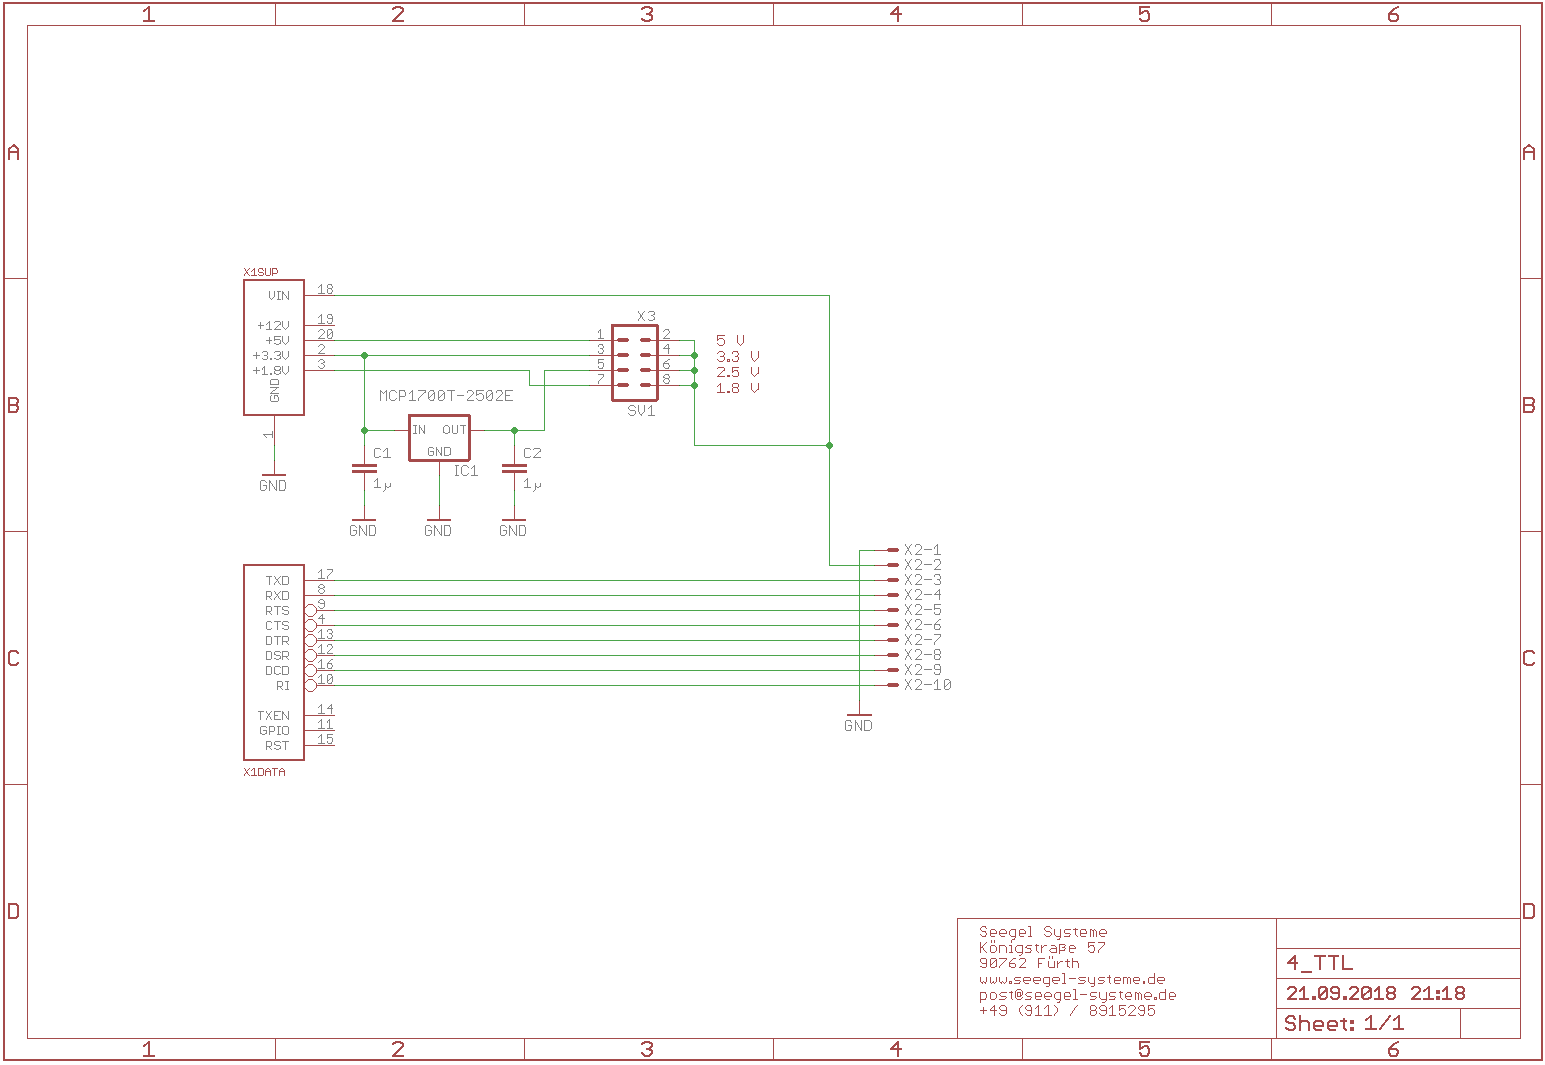 1 2 3 4 5 6
A A
X1SUP
VIN 18
+12V 19
+5V 20
+3.3V 2
+1.8V 3
GND
1
GND
X3
1 2
3 4
5 6
7 8
SV1
5 V
3.3 V
2.5 V
1.8 V
B B
MCP1700T-2502E
IN OUT
GND
IC1
C1
1µ
C2
1µ
GND GND GND
X2-1
X2-2
X2-3
X2-4
X2-5
X2-6
X2-7
X2-8
X2-9
X2-10
GND
TXD 17
RXD 8
RTS 9
CTS 4
DTR 13
DSR 12
DCD 16
RI 10
TXEN 14
GPIO 11
RST 15
X1DATA
C C
D D
Seegel Systeme
Königstraße 57
90762 Fürth
www.seegel-systeme.de
post@seegel-systeme.de
+49 (911) / 8915295
4_TTL
21.09.2018 21:18
Sheet: 1/1
1 2 3 4 5 6